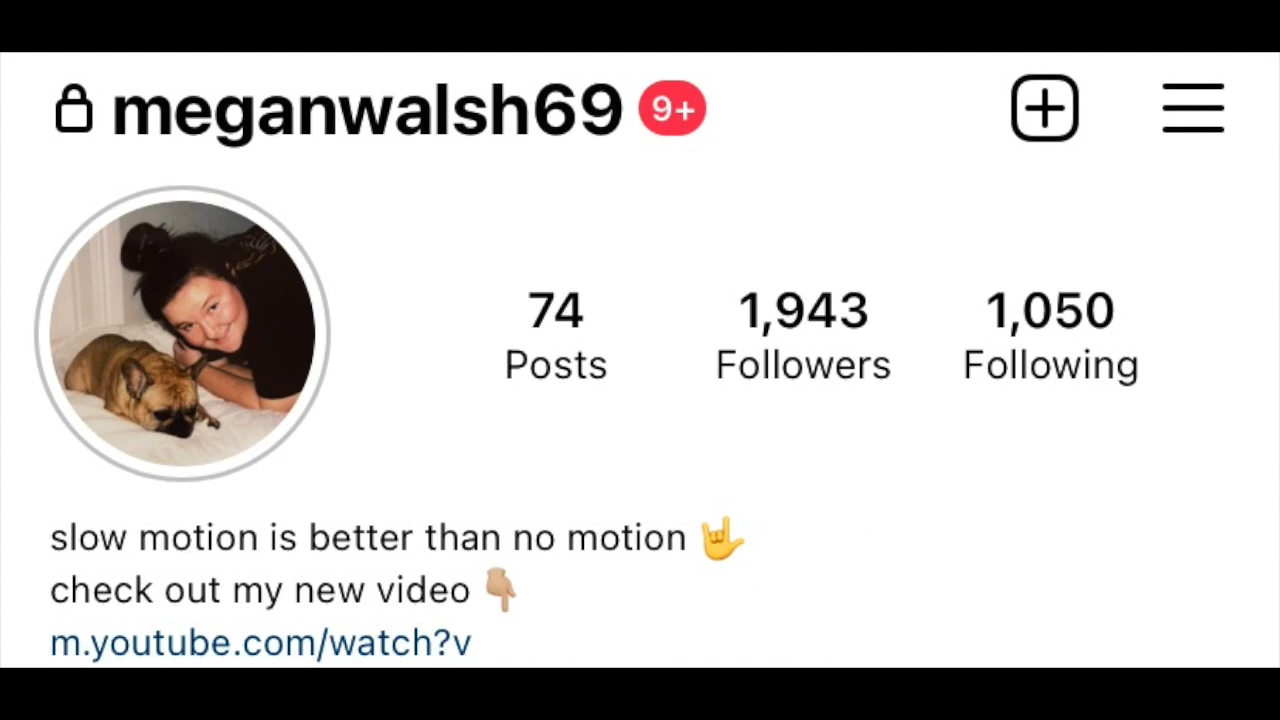 meganwalsh69 9+
74 1,943 1,050
Posts Followers Following
slow motion is better than no motion 🤟
check out my new video 👇🏼
m.youtube.com/watch?v